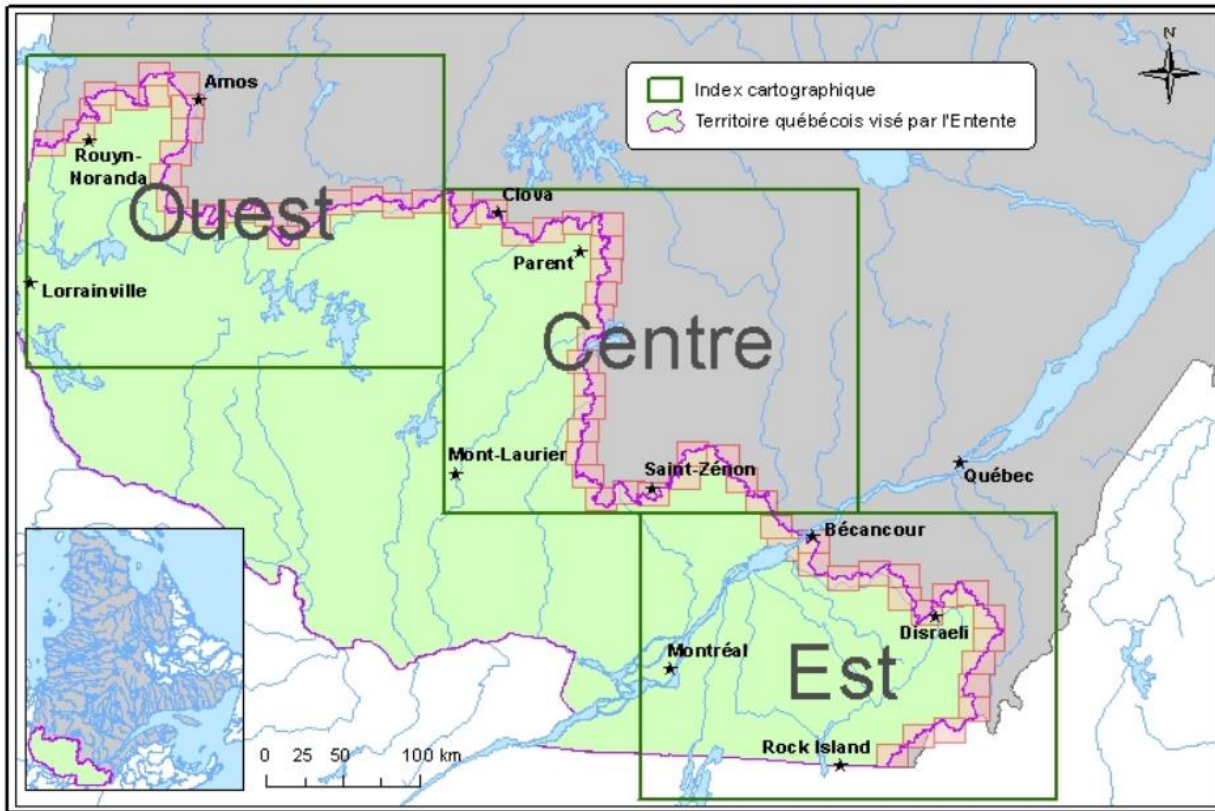 N
Index cartographique
Territoire québécois visé par l'Entente
Amos
Rouyn-
Noranda
Ouest
Clova
Parent
Lorrainville
Centre
Mont-Laurier
Saint-Zénon
Québec
Bécancour
Disraeli
Montréal
Est
Rock Island
0 25 50 100 km